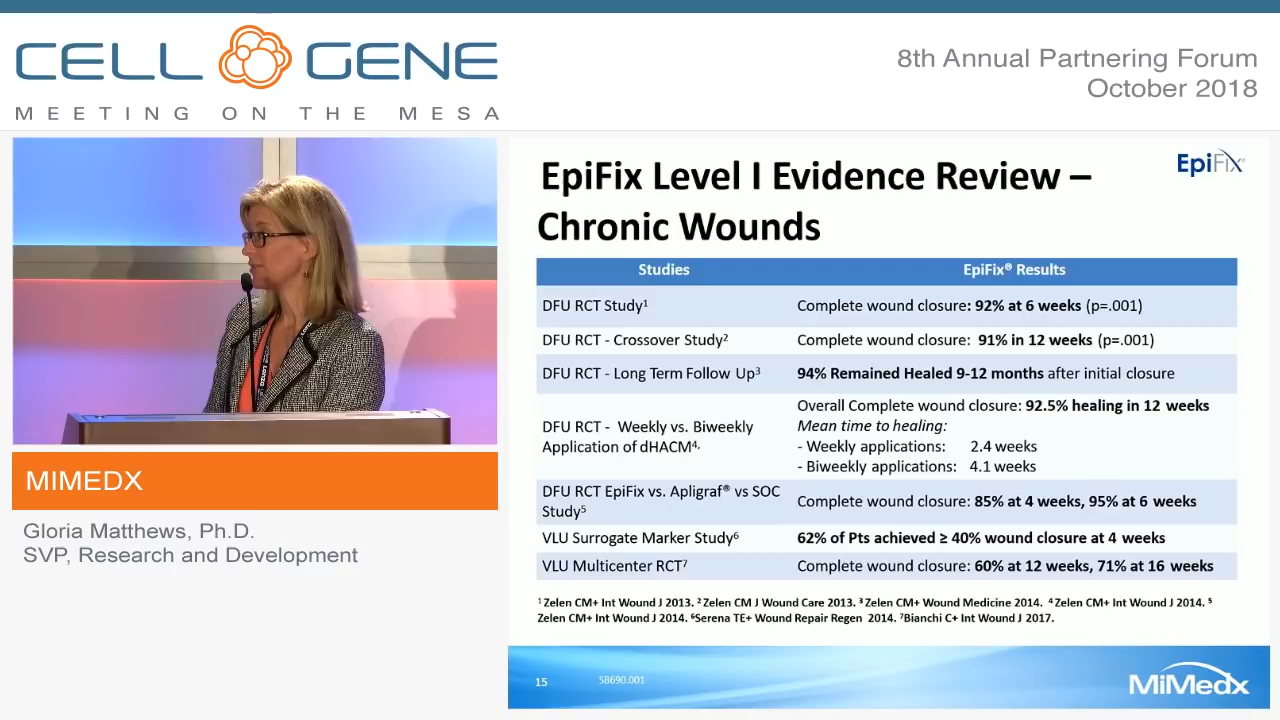 CELL GENE
MEETING ON THE MESA
8th Annual Partnering Forum
October 2018
MIMEDX
Gloria Matthews, Ph.D.
SVP, Research and Development
EpiFix
EpiFix Level I Evidence Review –
Chronic Wounds
Studies EpiFix® Results
DFU RCT Study¹ Complete wound closure: 92% at 6 weeks (p=.001)
DFU RCT - Crossover Study² Complete wound closure: 91% in 12 weeks (p=.001)
DFU RCT - Long Term Follow Up³ 94% Remained Healed 9-12 months after initial closure
DFU RCT - Weekly vs. Biweekly
Application of dHACM⁴·
Overall Complete wound closure: 92.5% healing in 12 weeks
Mean time to healing:
- Weekly applications: 2.4 weeks
- Biweekly applications: 4.1 weeks
DFU RCT EpiFix vs. Apligraf® vs SOC
Study⁵
Complete wound closure: 85% at 4 weeks, 95% at 6 weeks
VLU Surrogate Marker Study⁶ 62% of Pts achieved ≥ 40% wound closure at 4 weeks
VLU Multicenter RCT⁷ Complete wound closure: 60% at 12 weeks, 71% at 16 weeks
¹ Zelen CM+ Int Wound J 2013. ² Zelen CM J Wound Care 2013. ³ Zelen CM+ Wound Medicine 2014. ⁴ Zelen CM+ Int Wound J 2014. ⁵
Zelen CM+ Int Wound J 2014. ⁶Serena TE+ Wound Repair Regen 2014. ⁷Bianchi C+ Int Wound J 2017.
15
S8690.001
MiMedx